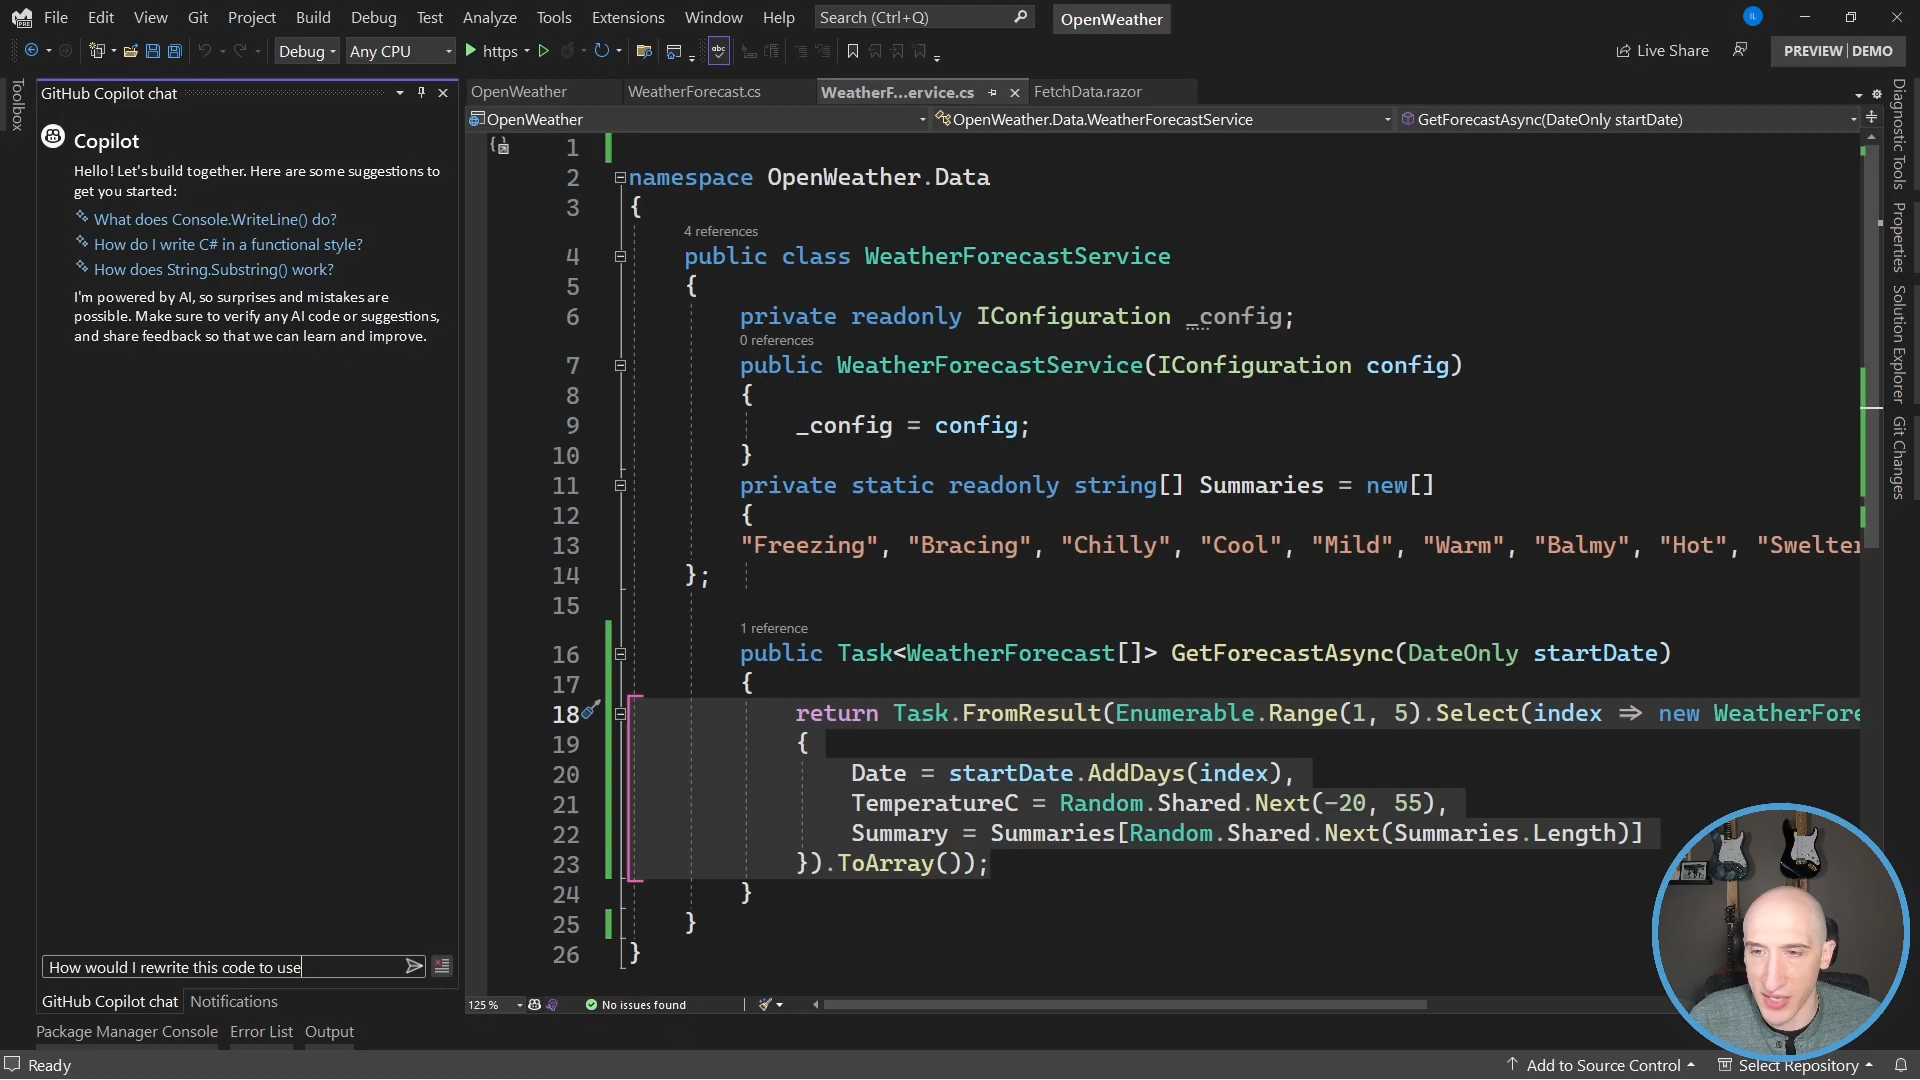 File Edit View Git Project Build Debug Test Analyze Tools Extensions Window Help Search (Ctrl+Q) OpenWeather IL
Debug Any CPU https abc Live Share PREVIEW | DEMO
Toolbox
GitHub Copilot chat
Copilot
Hello! Let's build together. Here are some suggestions to
get you started:
What does Console.WriteLine() do?
How do I write C# in a functional style?
How does String.Substring() work?
I'm powered by AI, so surprises and mistakes are
possible. Make sure to verify any AI code or suggestions,
and share feedback so that we can learn and improve.
How would I rewrite this code to use
GitHub Copilot chat Notifications
Package Manager Console Error List Output
OpenWeather WeatherForecast.cs WeatherF...ervice.cs FetchData.razor
OpenWeather OpenWeather.Data.WeatherForecastService GetForecastAsync(DateOnly startDate)
1
2 namespace OpenWeather.Data
3 {
4 references
4 public class WeatherForecastService
5 {
6 private readonly IConfiguration _config;
0 references
7 public WeatherForecastService(IConfiguration config)
8 {
9 _config = config;
10 }
11 private static readonly string[] Summaries = new[]
12 {
13 "Freezing", "Bracing", "Chilly", "Cool", "Mild", "Warm", "Balmy", "Hot", "Swelter
14 };
15
1 reference
16 public Task<WeatherForecast[]> GetForecastAsync(DateOnly startDate)
17 {
18 return Task.FromResult(Enumerable.Range(1, 5).Select(index => new WeatherFore
19 {
20 Date = startDate.AddDays(index),
21 TemperatureC = Random.Shared.Next(-20, 55),
22 Summary = Summaries[Random.Shared.Next(Summaries.Length)]
23 }).ToArray());
24 }
25 }
26 }
125 % No issues found
Diagnostic Tools
Properties
Solution Explorer
Git Changes
Ready Add to Source Control Select Repository